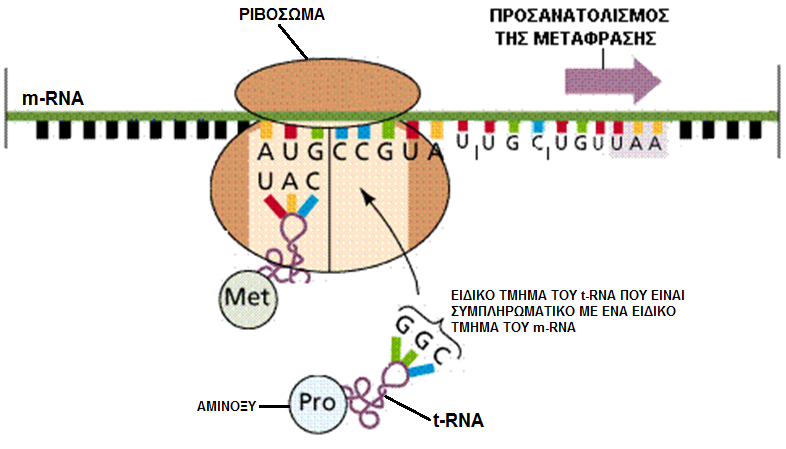 ΡΙΒΟΣΩΜΑ
ΠΡΟΣΑΝΑΤΟΛΙΣΜΟΣ
ΤΗΣ ΜΕΤΑΦΡΑΣΗΣ
m-RNA
A U G C C G U A U U G C U G U U A A
U A C
Met
ΕΙΔΙΚΟ ΤΜΗΜΑ ΤΟΥ t-RNA ΠΟΥ ΕΙΝΑΙ
ΣΥΜΠΛΗΡΩΜΑΤΙΚΟ ΜΕ ΕΝΑ ΕΙΔΙΚΟ
ΤΜΗΜΑ ΤΟΥ m-RNA
G G C
ΑΜΙΝΟΞΥ
Pro
t-RNA